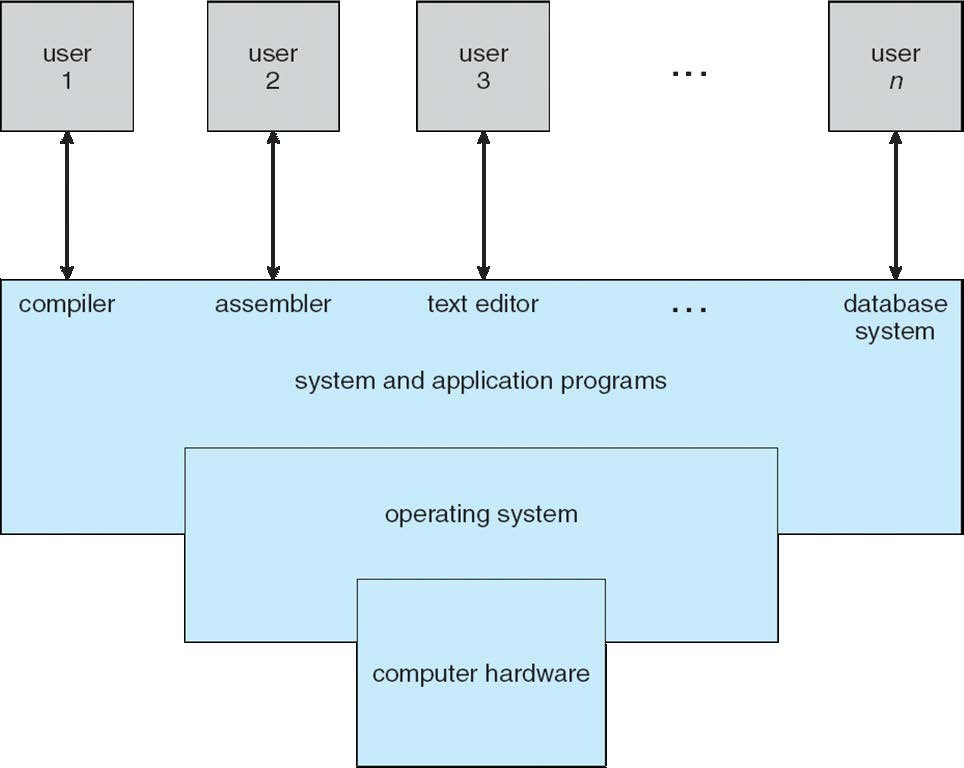 user
1
user
2
user
3
...
user
n
compiler
assembler
text editor
...
database
system
system and application programs
operating system
computer hardware